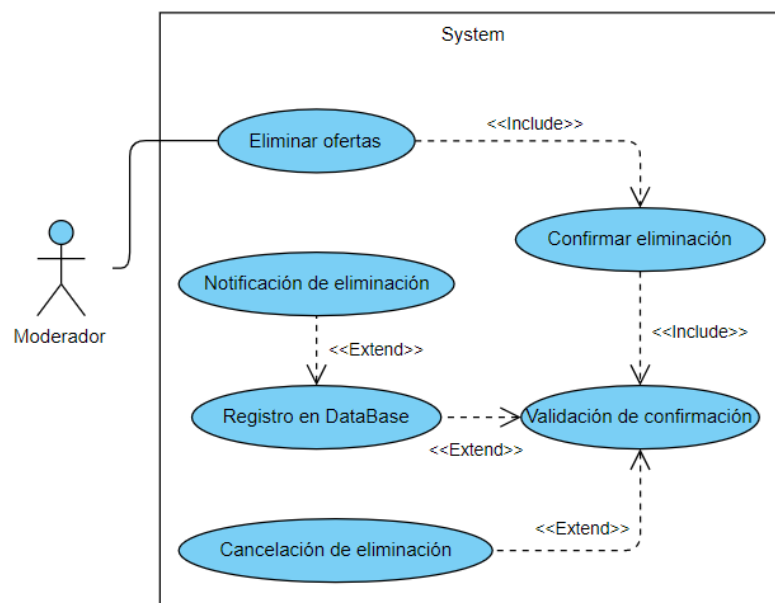 System
<<Include>>
Eliminar ofertas
Confirmar eliminación
Notificación de eliminación
Moderador
<<Include>>
<<Extend>>
Registro en DataBase
Validación de confirmación
<<Extend>>
<<Extend>>
Cancelación de eliminación